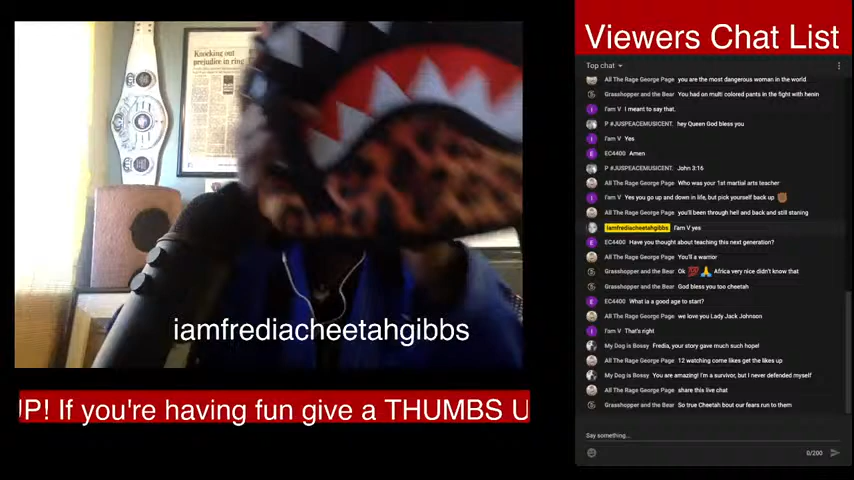 Viewers Chat List
Top chat
All The Rage George Page you are the most dangerous woman in the world
Grasshopper and the Bear You had on multi colored pants in the fight with henin
I'am V I meant to say that.
P #JUSPEACEMUSICENT. hey Queen God bless you
I'am V Yes
EC4400 Amen
P #JUSPEACEMUSICENT. John 3:16
All The Rage George Page Who was your 1st martial arts teacher
I'am V Yes you go up and down in life, but pick yourself back up
All The Rage George Page you'll been through hell and back and still staning
iamfrediacheetahgibbs I'am V yes
EC4400 Have you thought about teaching this next generation?
All The Rage George Page You'll a warrior
Grasshopper and the Bear Ok 💯 🙏 Africa very nice didn't know that
Grasshopper and the Bear God bless you too cheetah
EC4400 What ia a good age to start?
All The Rage George Page we love you Lady Jack Johnson
I'am V That's right
My Dog is Bossy Fredia, your story gave much such hope!
All The Rage George Page 12 watching come likes get the likes up
My Dog is Bossy You are amazing! I'm a survivor, but I never defended myself
All The Rage George Page share this live chat
Grasshopper and the Bear So true Cheetah bout our fears run to them
Say something...
0/200
Knocking out
prejudice in ring
iamfrediacheetahgibbs
UP! If you're having fun give a THUMBS U